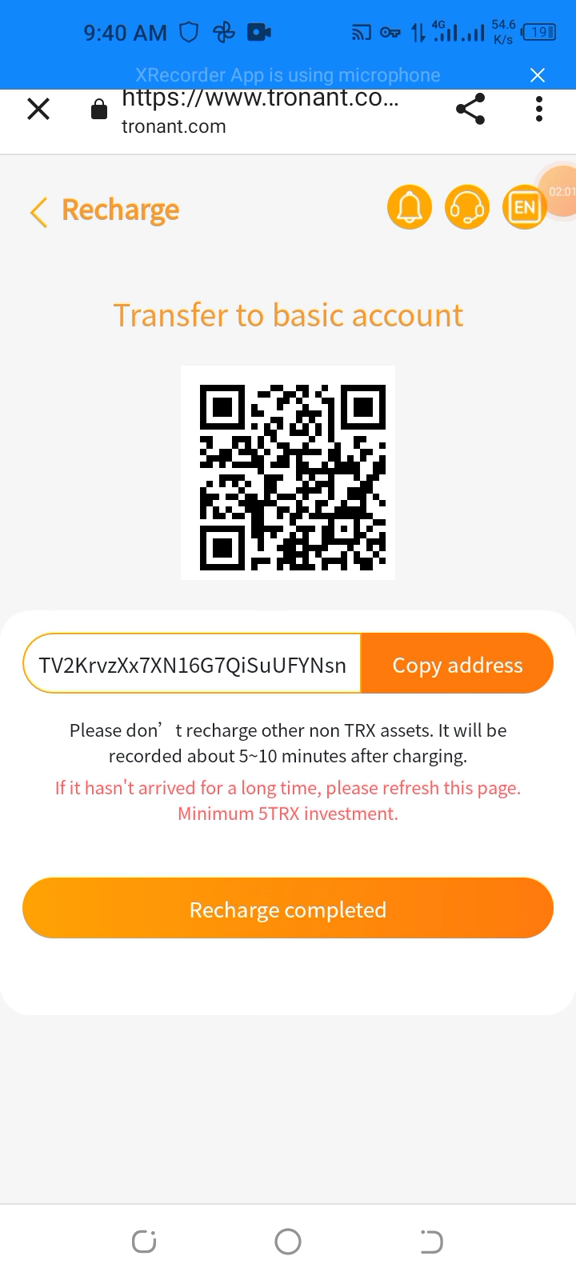 9:40 AM 4G 54.6 K/s 19
XRecorder App is using microphone
https://www.tronant.co...
tronant.com
02:01
Recharge EN
Transfer to basic account
TV2KrvzXx7XN16G7QiSuUFYNsn Copy address
Please don’t recharge other non TRX assets. It will be
recorded about 5~10 minutes after charging.
If it hasn't arrived for a long time, please refresh this page.
Minimum 5TRX investment.
Recharge completed